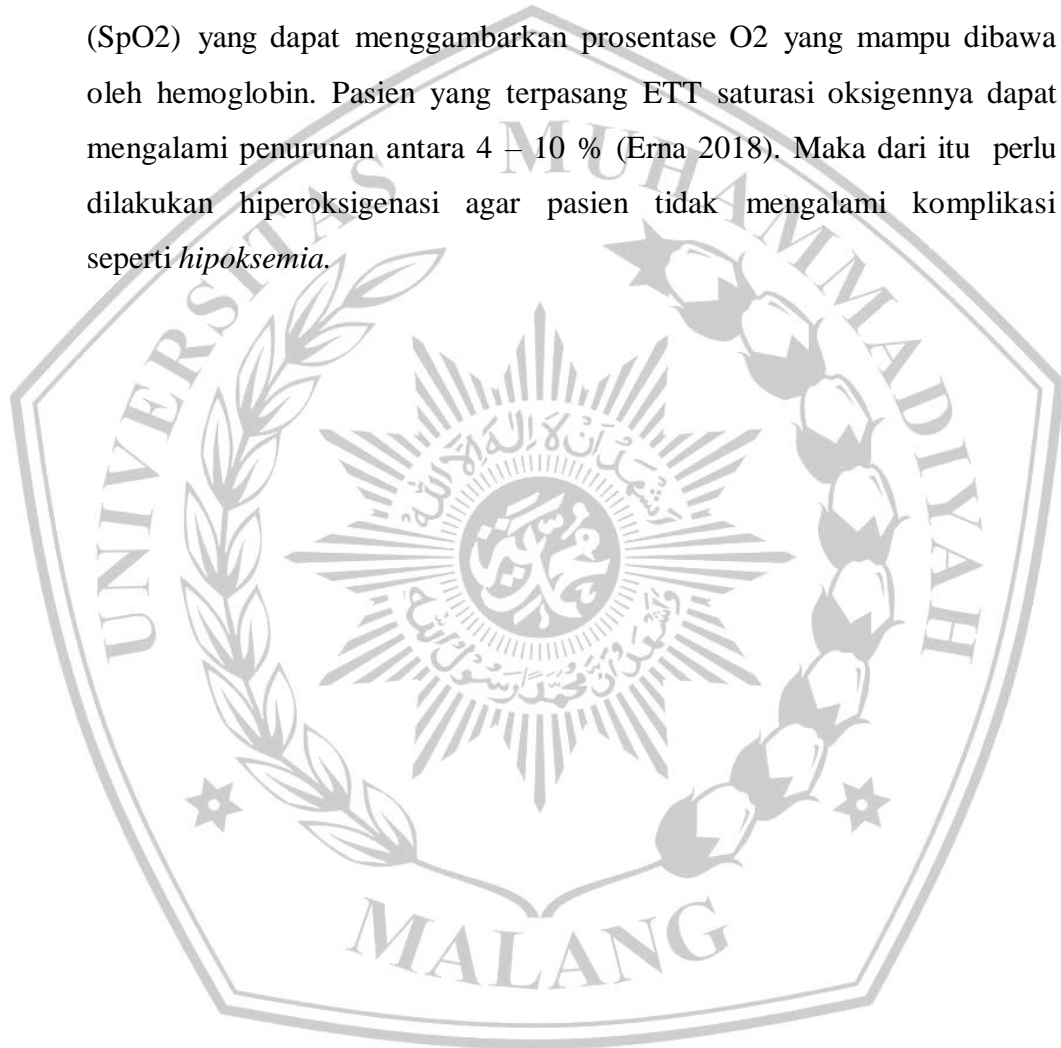 (SpO2) yang dapat menggambarkan prosentase O2 yang mampu dibawa
oleh hemoglobin. Pasien yang terpasang ETT saturasi oksigennya dapat
mengalami penurunan antara 4 – 10 % (Erna 2018). Maka dari itu perlu
dilakukan hiperoksigenasi agar pasien tidak mengalami komplikasi
seperti hipoksemia.
UNIVERSITAS MUHAMMADIYAH
MALANG